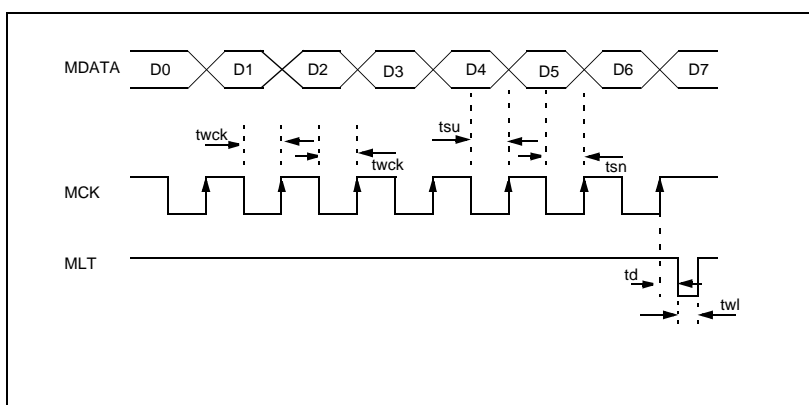 MDATA D0 D1 D2 D3 D4 D5 D6 D7
twck tsu
twck tsn
MCK
MLT
td
twl